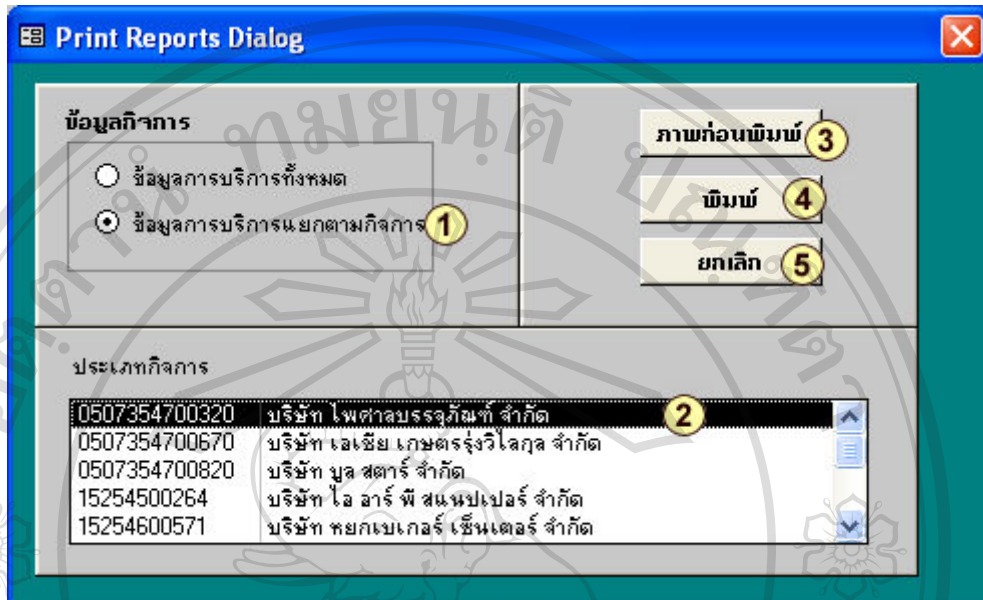 Print Reports Dialog
ข้อมูลกิจการ
ข้อมูลการบริการทั้งหมด
ข้อมูลการบริการแยกตามกิจการ 1
ภาพก่อนพิมพ์ 3
พิมพ์ 4
ยกเลิก 5
ประเภทกิจการ
0507354700320 บริษัท ไพศาลบรรจุภัณฑ์ จำกัด 2
0507354700670 บริษัท เอเชีย เกษตรรุ่งวิไลกุล จำกัด
0507354700820 บริษัท บูล สตาร์ จำกัด
15254500264 บริษัท ไอ อาร์ พี สแนปเปอร์ จำกัด
15254600571 บริษัท หยกเบเกอร์ เซ็นเตอร์ จำกัด